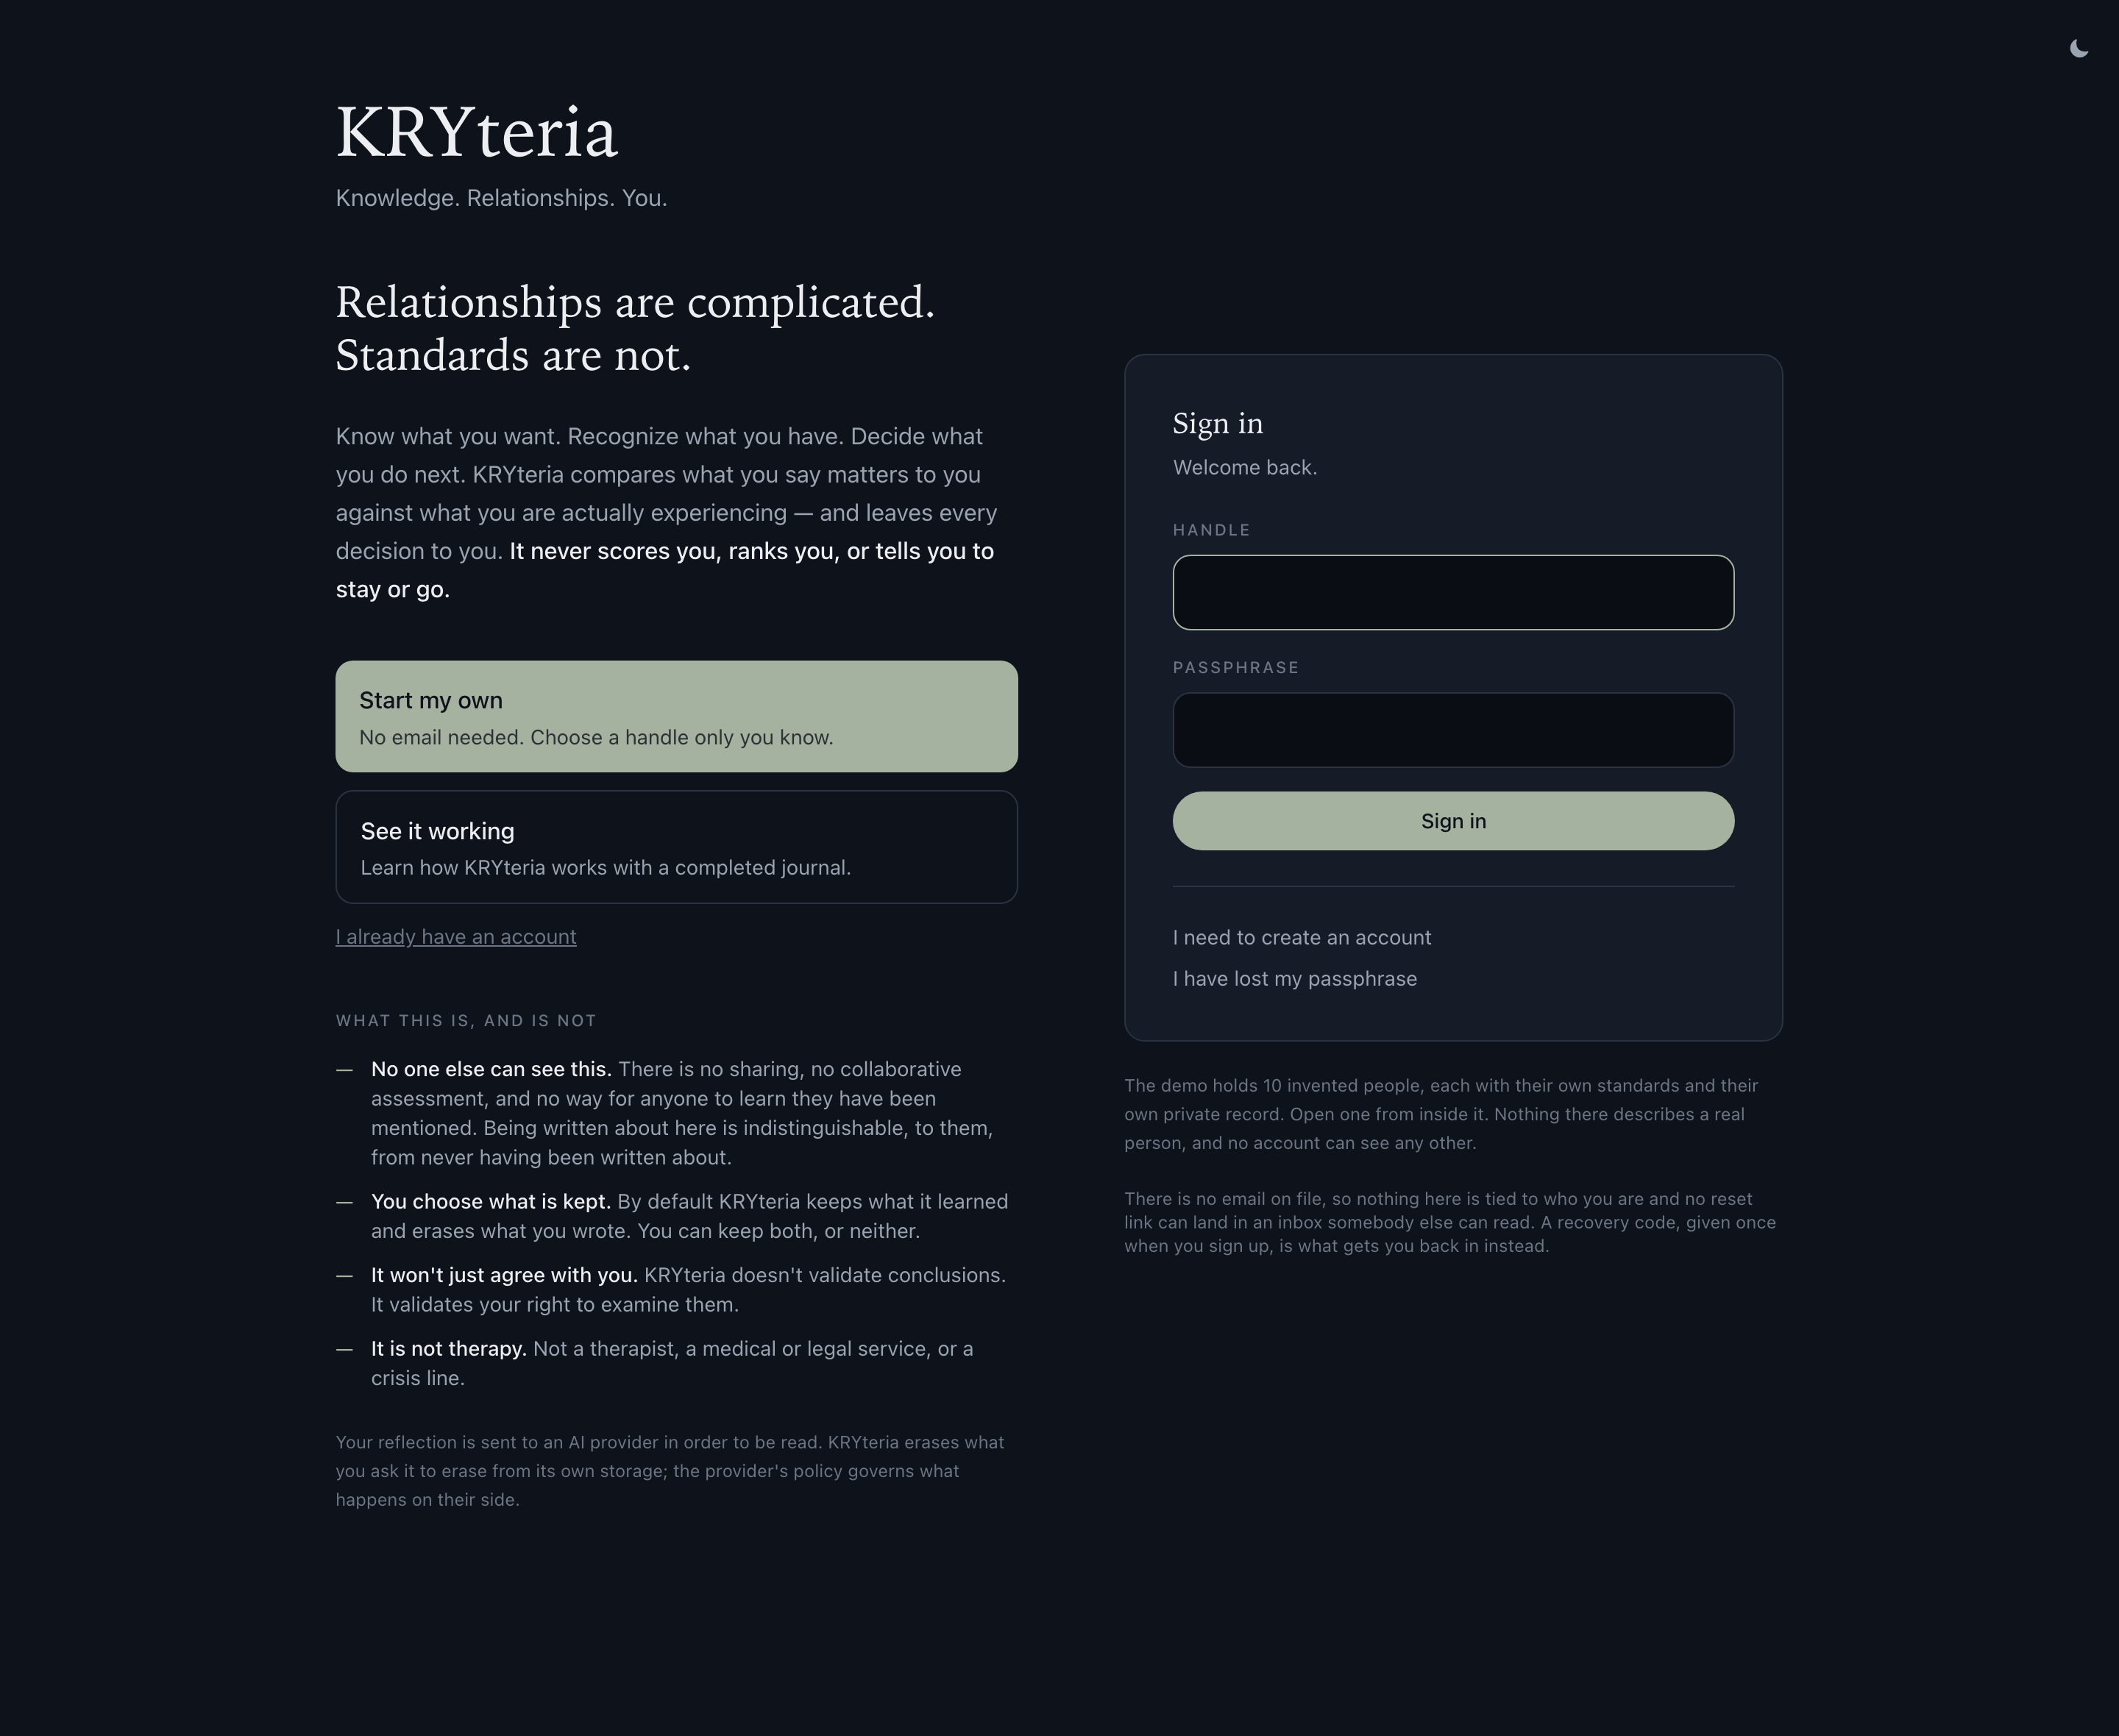 KRYteria
Knowledge. Relationships. You.
Relationships are complicated.
Standards are not.
Know what you want. Recognize what you have. Decide what
you do next. KRYteria compares what you say matters to you
against what you are actually experiencing — and leaves every
decision to you. It never scores you, ranks you, or tells you to
stay or go.
Start my own
No email needed. Choose a handle only you know.
See it working
Learn how KRYteria works with a completed journal.
I already have an account
WHAT THIS IS, AND IS NOT
— No one else can see this. There is no sharing, no collaborative
assessment, and no way for anyone to learn they have been
mentioned. Being written about here is indistinguishable, to them,
from never having been written about.
— You choose what is kept. By default KRYteria keeps what it learned
and erases what you wrote. You can keep both, or neither.
— It won't just agree with you. KRYteria doesn't validate conclusions.
It validates your right to examine them.
— It is not therapy. Not a therapist, a medical or legal service, or a
crisis line.
Your reflection is sent to an AI provider in order to be read. KRYteria erases what
you ask it to erase from its own storage; the provider's policy governs what
happens on their side.
Sign in
Welcome back.
HANDLE
PASSPHRASE
Sign in
I need to create an account
I have lost my passphrase
The demo holds 10 invented people, each with their own standards and their
own private record. Open one from inside it. Nothing there describes a real
person, and no account can see any other.
There is no email on file, so nothing here is tied to who you are and no reset
link can land in an inbox somebody else can read. A recovery code, given once
when you sign up, is what gets you back in instead.